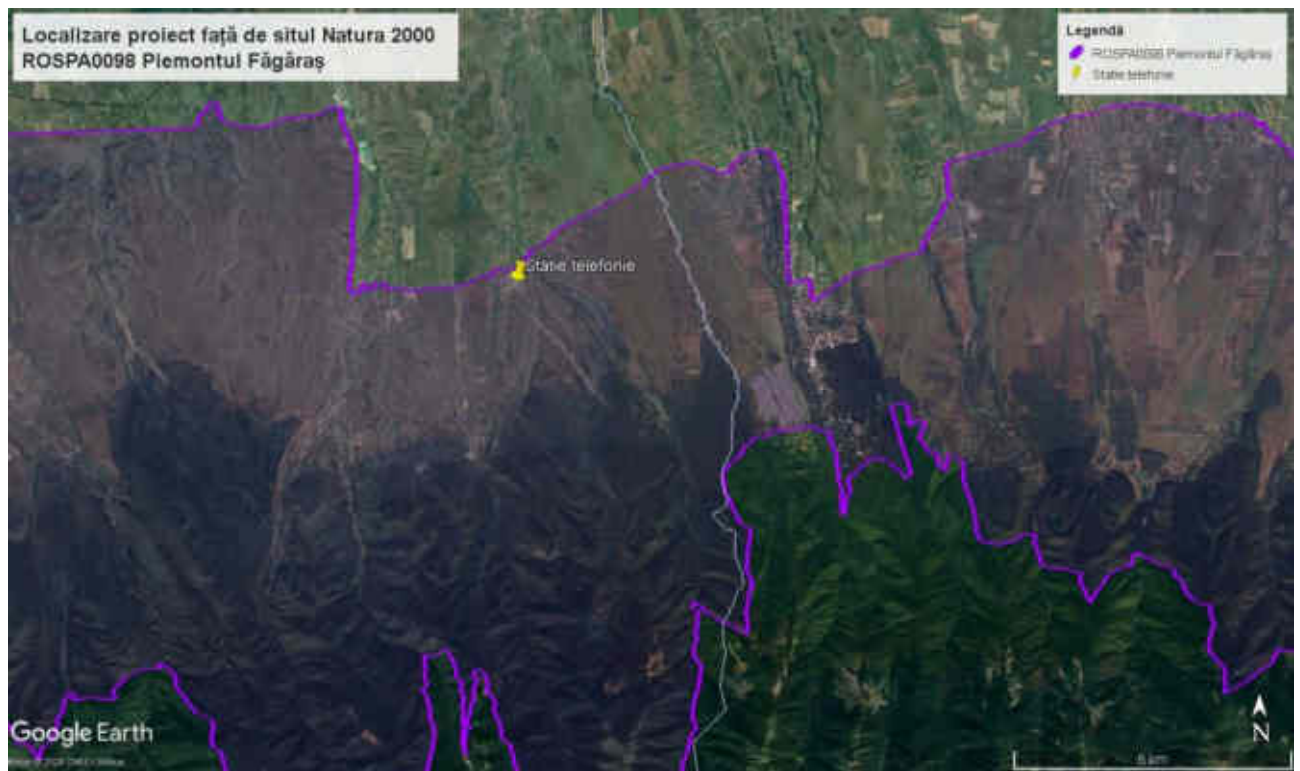 Localizare proiect față de situl Natura 2000
ROSPA0098 Piemontul Făgăraș
Legendă
ROSPA0098 Piemontul Făgăraș
Statie telefonie
Statie telefonie
Google Earth
N